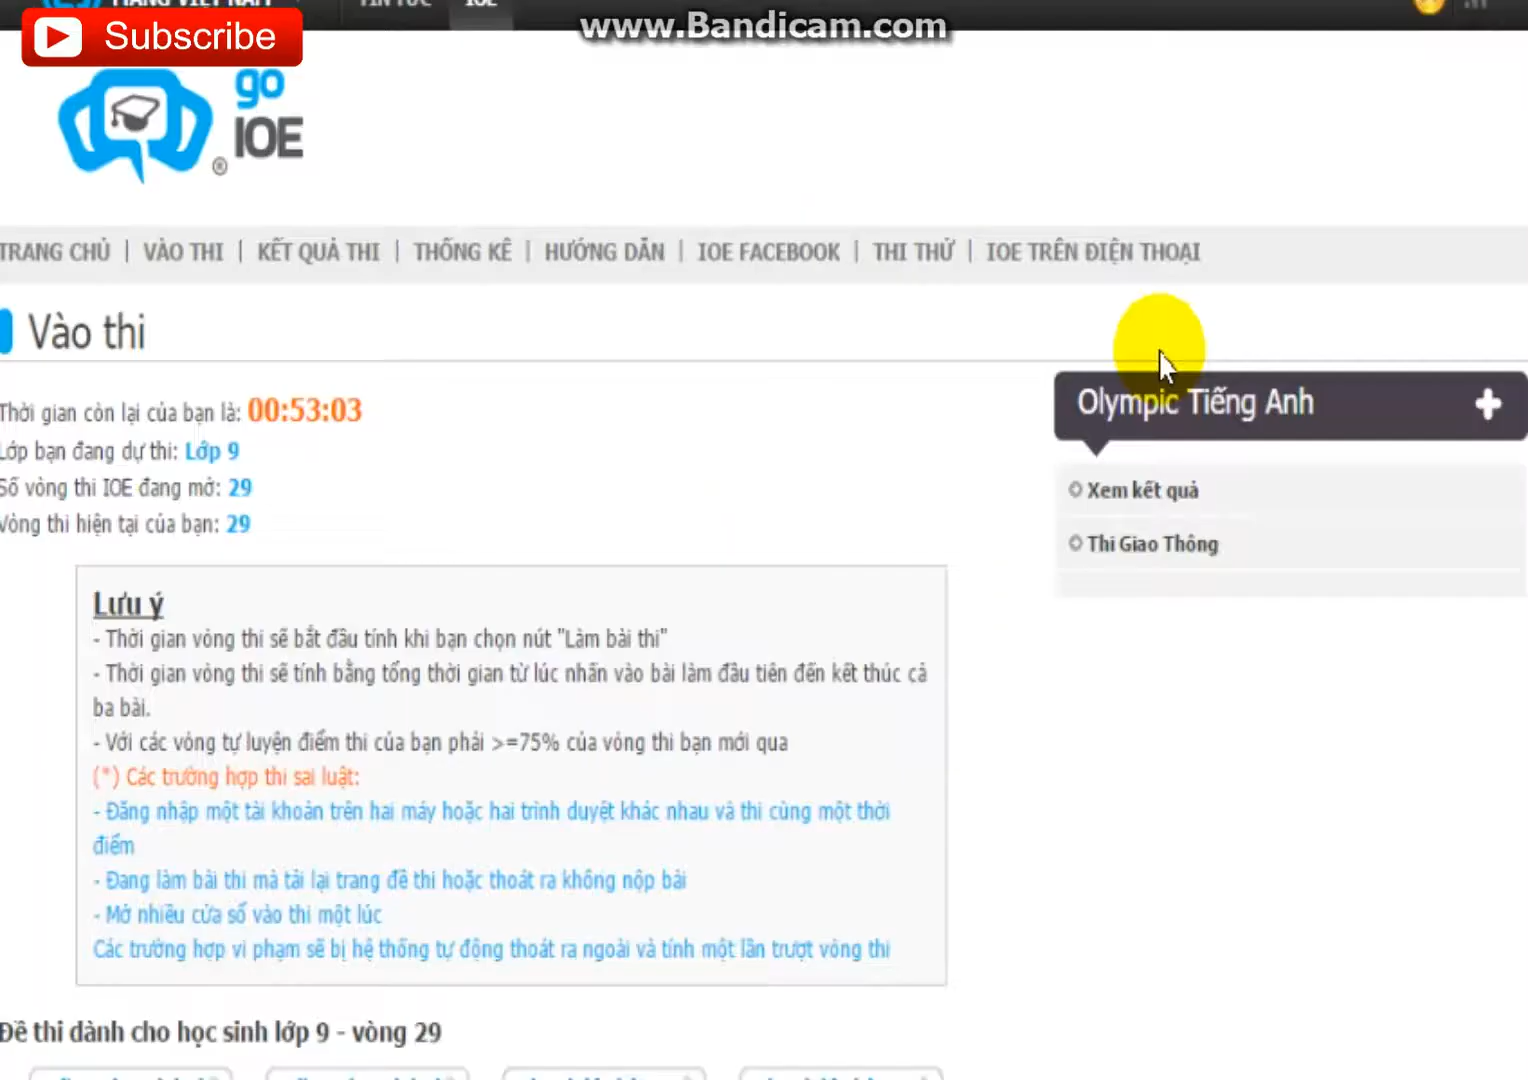 MẠNG VIỆT NAM TIN TỨC IOE
www.Bandicam.com
Subscribe
go
IOE
®
TRANG CHỦ | VÀO THI | KẾT QUẢ THI | THỐNG KÊ | HƯỚNG DẪN | IOE FACEBOOK | THI THỬ | IOE TRÊN ĐIỆN THOẠI
Vào thi
Thời gian còn lại của bạn là: 00:53:03
Lớp bạn đang dự thi: Lớp 9
Số vòng thi IOE đang mở: 29
Vòng thi hiện tại của bạn: 29
Olympic Tiếng Anh
Xem kết quả
Thi Giao Thông
Lưu ý
- Thời gian vòng thi sẽ bắt đầu tính khi bạn chọn nút "Làm bài thi"
- Thời gian vòng thi sẽ tính bằng tổng thời gian từ lúc nhấn vào bài làm đầu tiên đến kết thúc cả
ba bài.
- Với các vòng tự luyện điểm thi của bạn phải >=75% của vòng thi bạn mới qua
(*) Các trường hợp thi sai luật:
- Đăng nhập một tài khoản trên hai máy hoặc hai trình duyệt khác nhau và thi cùng một thời
điểm
- Đang làm bài thi mà tải lại trang đề thi hoặc thoát ra không nộp bài
- Mở nhiều cửa sổ vào thi một lúc
Các trường hợp vi phạm sẽ bị hệ thống tự động thoát ra ngoài và tính một lần trượt vòng thi
Đề thi dành cho học sinh lớp 9 - vòng 29